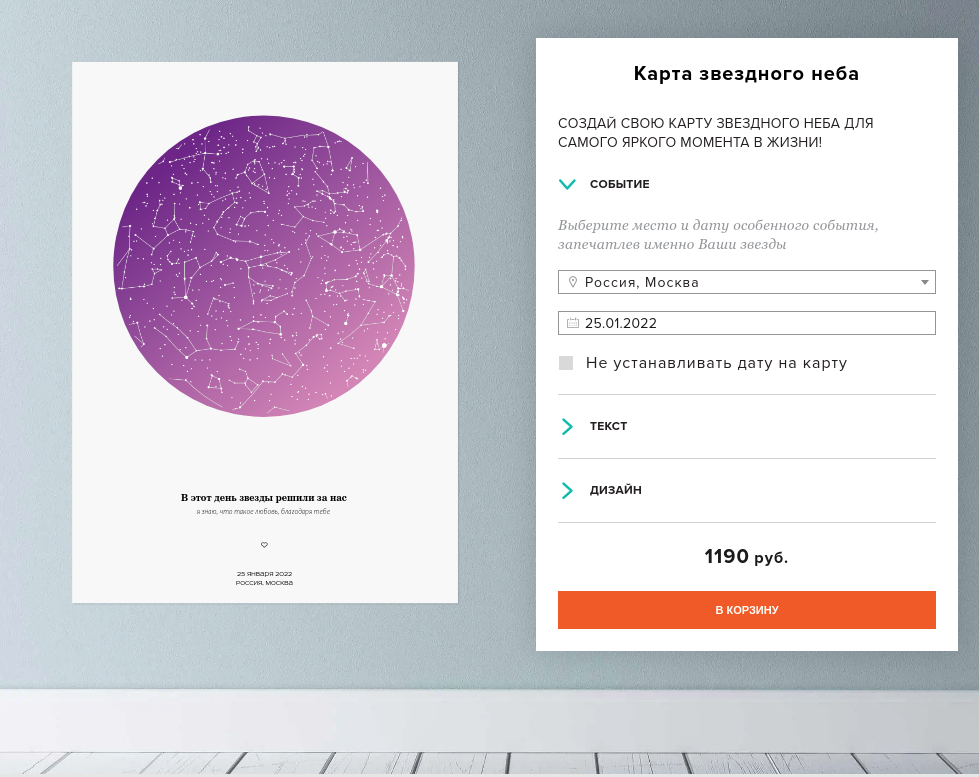 В этот день звезды решили за нас
я знаю, что такое любовь, благодаря тебе
25 января 2022
Россия, Москва
Карта звездного неба
СОЗДАЙ СВОЮ КАРТУ ЗВЕЗДНОГО НЕБА ДЛЯ
САМОГО ЯРКОГО МОМЕНТА В ЖИЗНИ!
СОБЫТИЕ
Выберите место и дату особенного события,
запечатлев именно Ваши звезды
Россия, Москва
25.01.2022
Не устанавливать дату на карту
ТЕКСТ
ДИЗАЙН
1190 руб.
В КОРЗИНУ